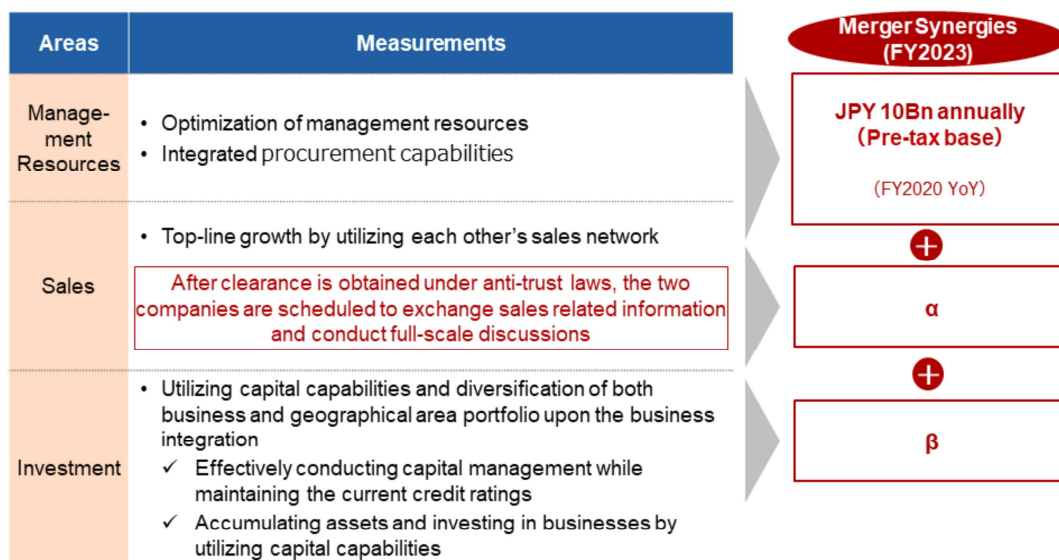 Areas
Measurements
Merger Synergies
(FY2023)
Manage-
ment
Resources
• Optimization of management resources
• Integrated procurement capabilities
JPY 10Bn annually
(Pre-tax base)
(FY2020 YoY)
+
Sales
• Top-line growth by utilizing each other's sales network
After clearance is obtained under anti-trust laws, the two
companies are scheduled to exchange sales related information
and conduct full-scale discussions
α
+
Investment
• Utilizing capital capabilities and diversification of both
business and geographical area portfolio upon the business
integration
✓ Effectively conducting capital management while
maintaining the current credit ratings
✓ Accumulating assets and investing in businesses by
utilizing capital capabilities
β